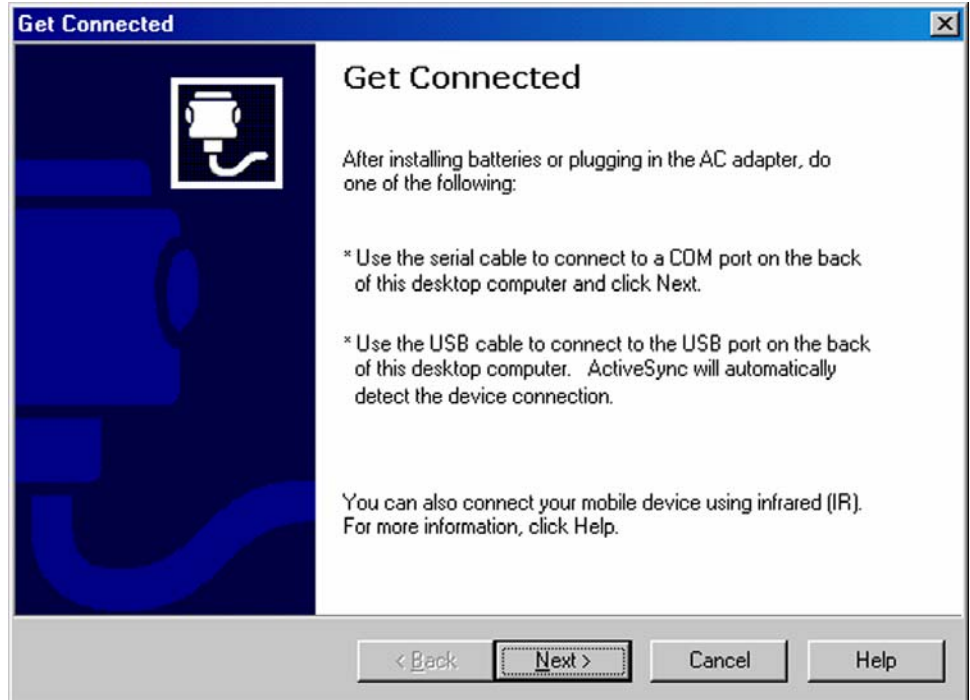 Get Connected
Get Connected
After installing batteries or plugging in the AC adapter, do
one of the following:
* Use the serial cable to connect to a COM port on the back
of this desktop computer and click Next.
* Use the USB cable to connect to the USB port on the back
of this desktop computer. ActiveSync will automatically
detect the device connection.
You can also connect your mobile device using infrared (IR).
For more information, click Help.
< Back Next > Cancel Help